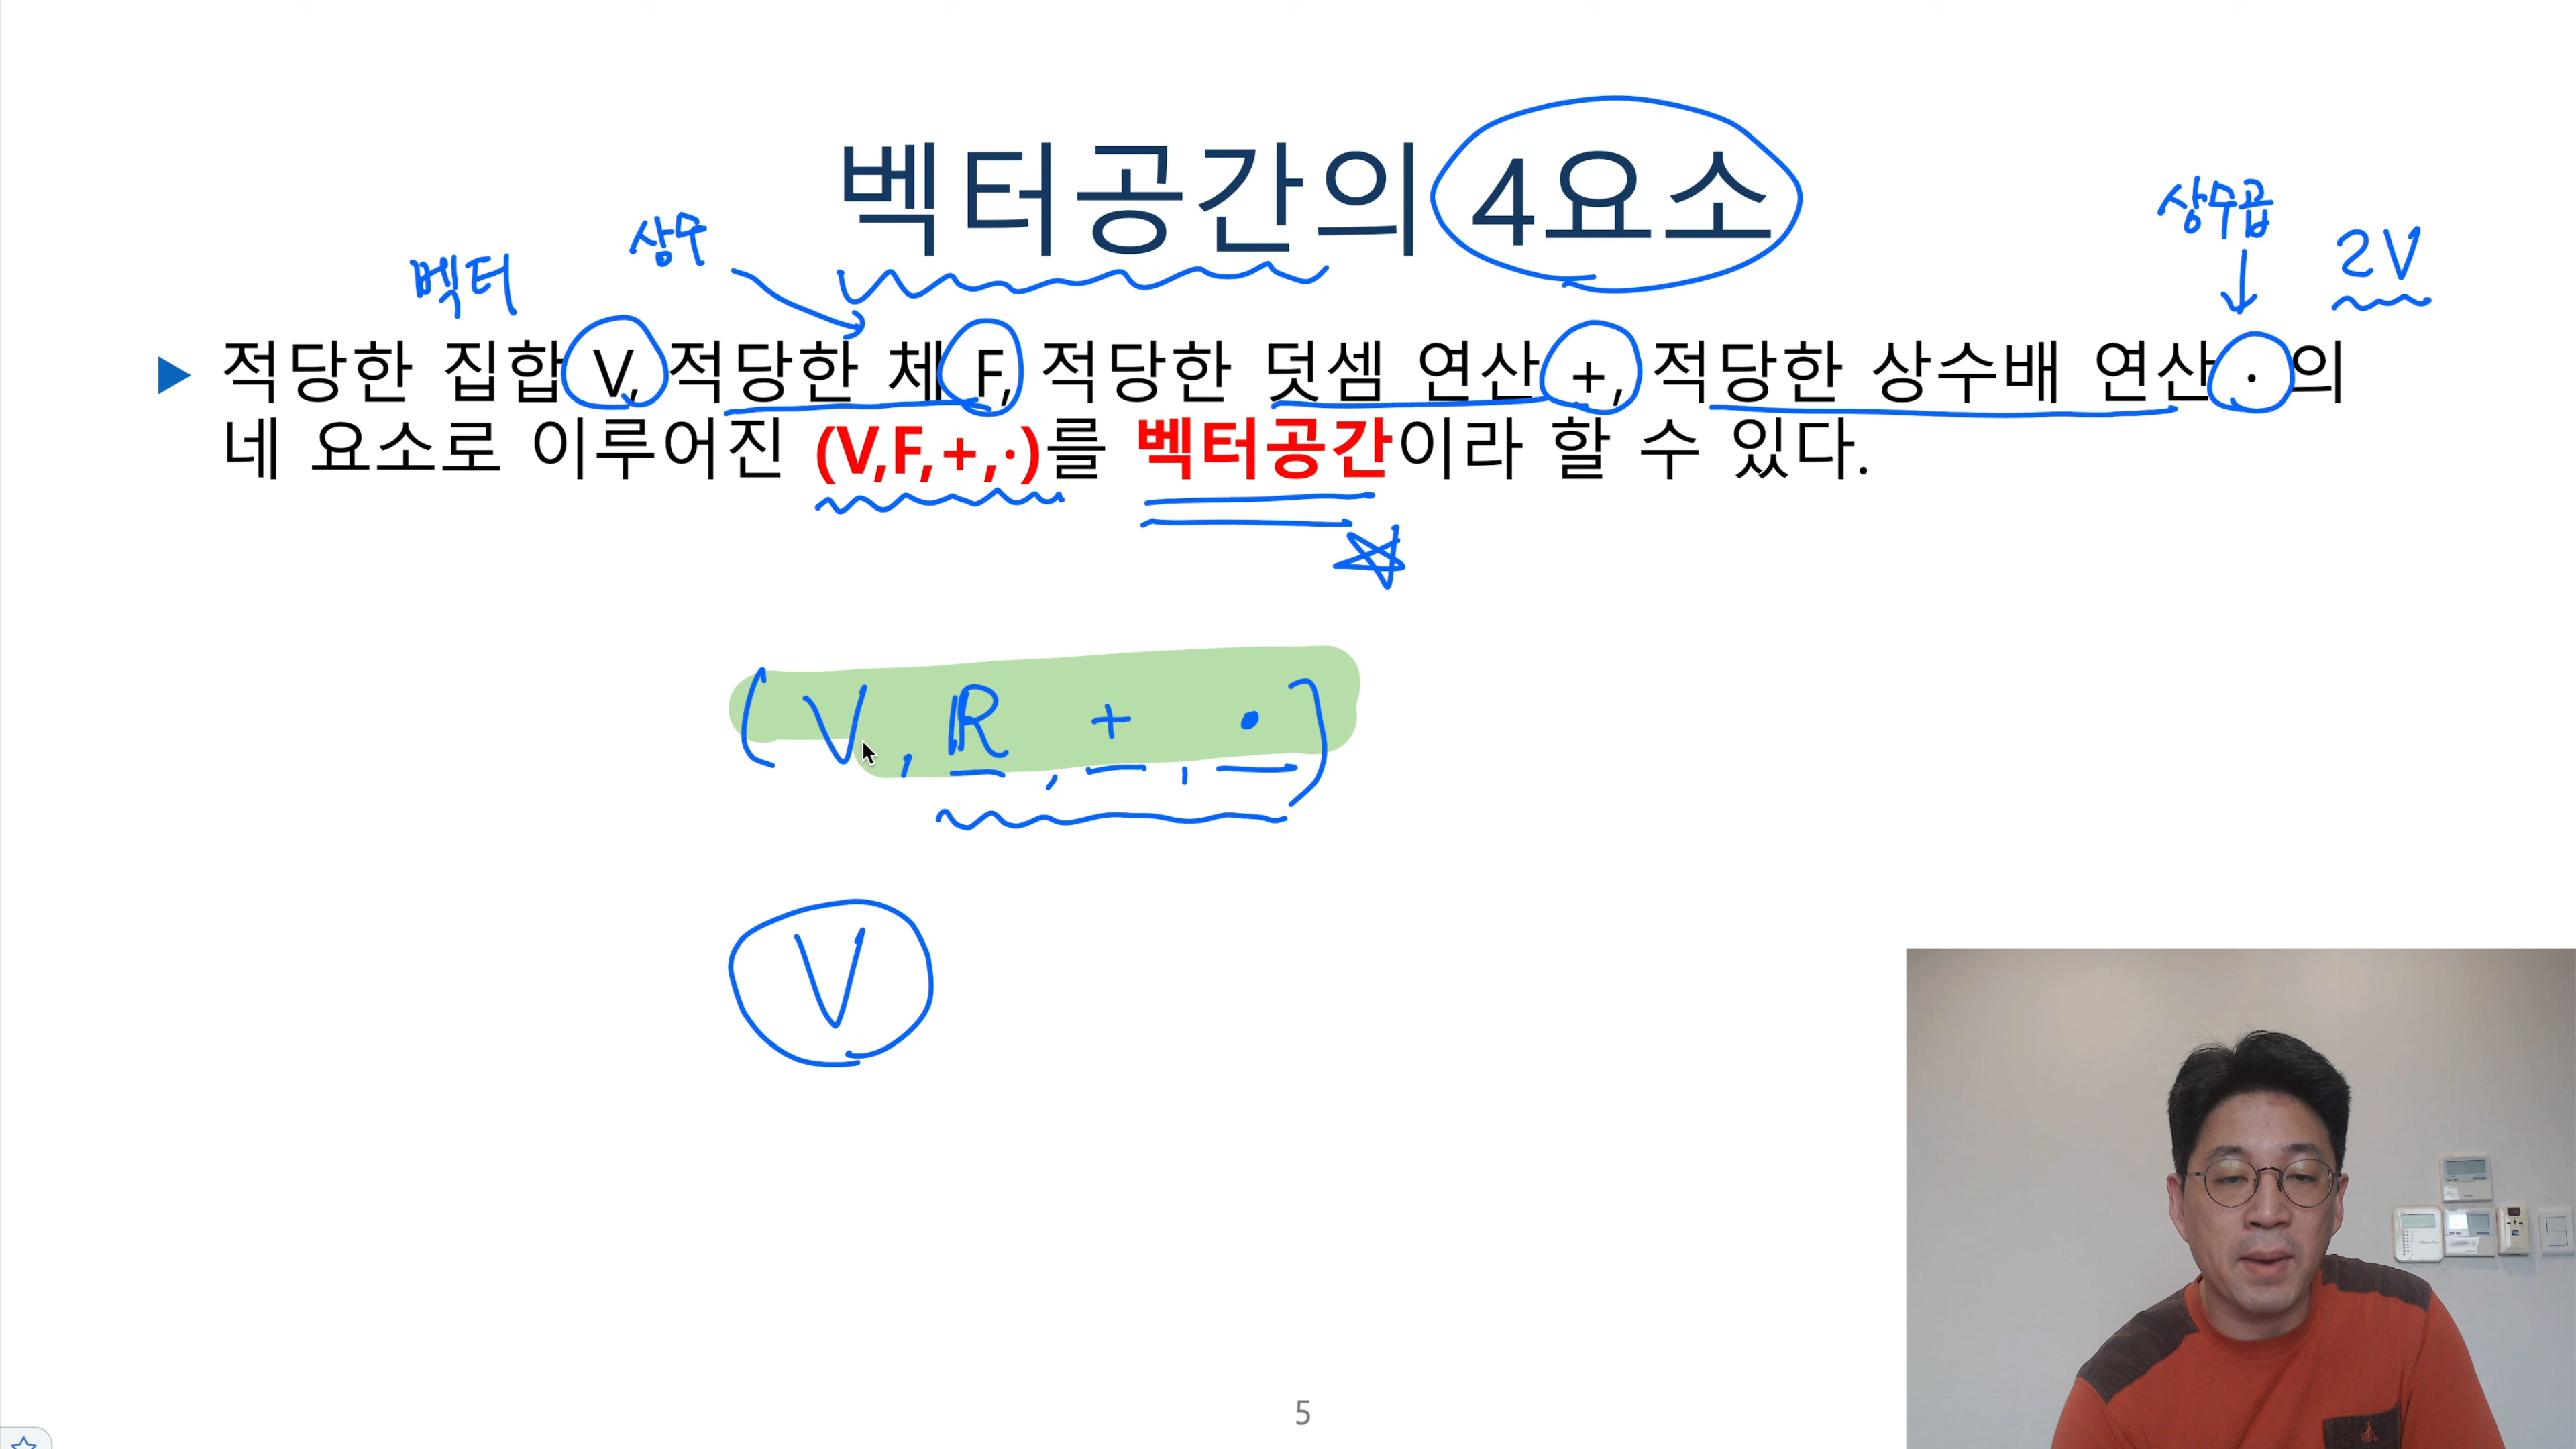 벡터공간의 4요소
상수
벡터
상수곱
2V
▶ 적당한 집합 V, 적당한 체 F, 적당한 덧셈 연산 +, 적당한 상수배 연산 · 의
네 요소로 이루어진 (V,F,+,·)를 벡터공간이라 할 수 있다.
( V , ℝ , + , · )
V
5